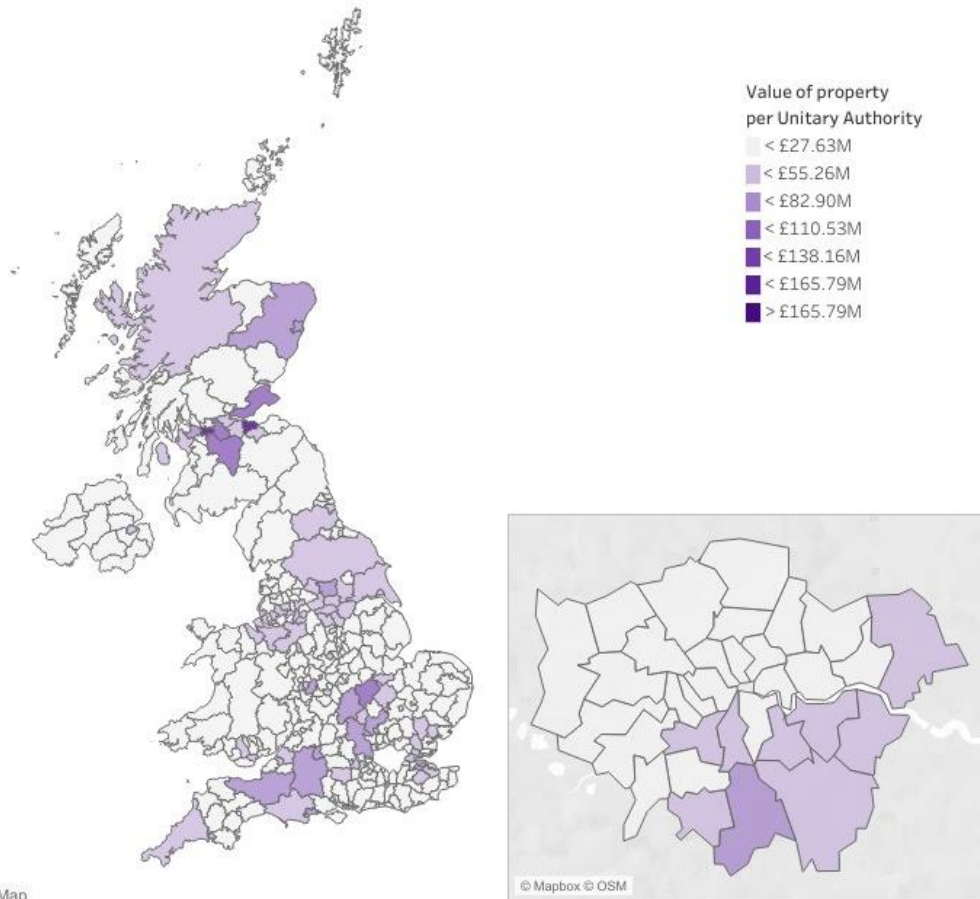 Value of property
per Unitary Authority
< £27.63M
< £55.26M
< £82.90M
< £110.53M
< £138.16M
< £165.79M
> £165.79M
© Mapbox © OSM
Map